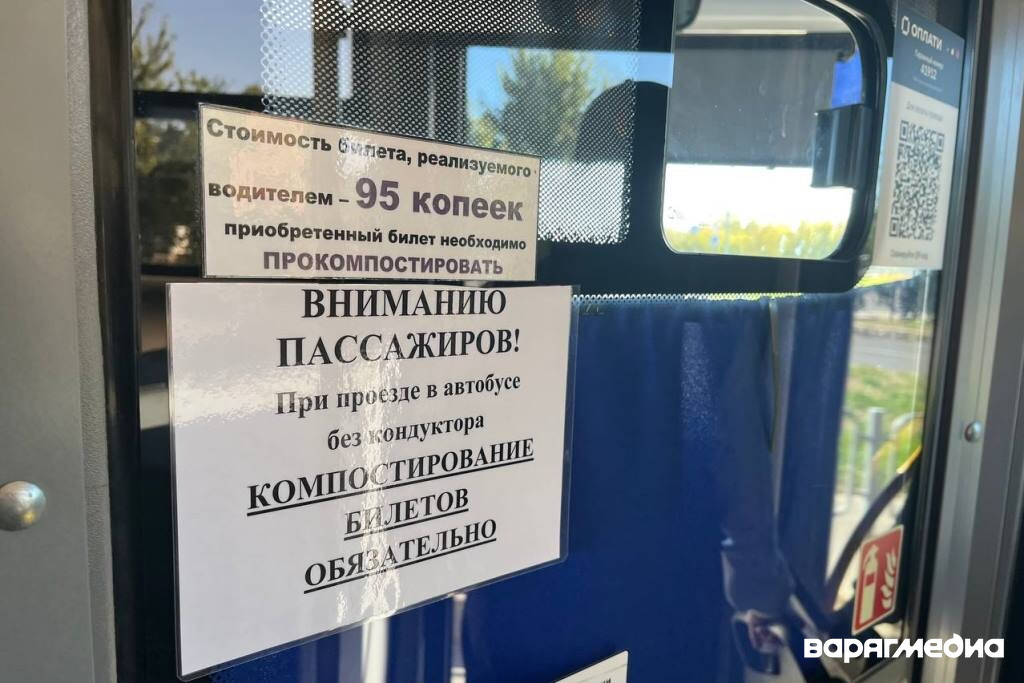 Стоимость билета, реализуемого
водителем – 95 копеек
приобретенный билет необходимо
ПРОКОМПОСТИРОВАТЬ
ВНИМАНИЮ
ПАССАЖИРОВ!
При проезде в автобусе
без кондуктора
КОМПОСТИРОВАНИЕ
БИЛЕТОВ
ОБЯЗАТЕЛЬНО
ОПЛАТИ
41912
ВАРЯГМЕДИА